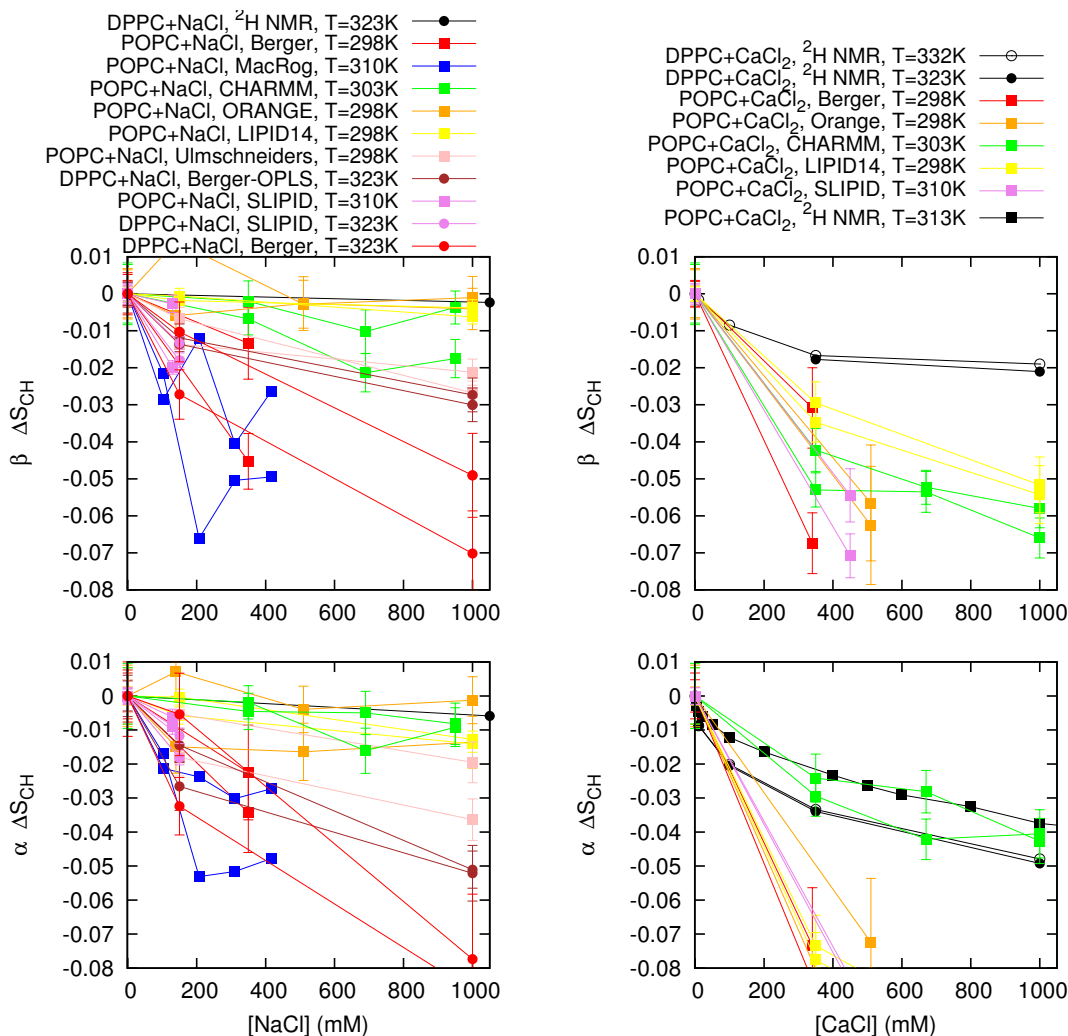 DPPC+NaCl, ²H NMR, T=323K
POPC+NaCl, Berger, T=298K
POPC+NaCl, MacRog, T=310K
POPC+NaCl, CHARMM, T=303K
POPC+NaCl, ORANGE, T=298K
POPC+NaCl, LIPID14, T=298K
POPC+NaCl, Ulmschneiders, T=298K
DPPC+NaCl, Berger-OPLS, T=323K
POPC+NaCl, SLIPID, T=310K
DPPC+NaCl, SLIPID, T=323K
DPPC+NaCl, Berger, T=323K
DPPC+CaCl₂, ²H NMR, T=332K
DPPC+CaCl₂, ²H NMR, T=323K
POPC+CaCl₂, Berger, T=298K
POPC+CaCl₂, Orange, T=298K
POPC+CaCl₂, CHARMM, T=303K
POPC+CaCl₂, LIPID14, T=298K
POPC+CaCl₂, SLIPID, T=310K
POPC+CaCl₂, ²H NMR, T=313K
β ΔS_CH
0.01
0
-0.01
-0.02
-0.03
-0.04
-0.05
-0.06
-0.07
-0.08
0 200 400 600 800 1000
β ΔS_CH
0.01
0
-0.01
-0.02
-0.03
-0.04
-0.05
-0.06
-0.07
-0.08
0 200 400 600 800 1000
α ΔS_CH
0.01
0
-0.01
-0.02
-0.03
-0.04
-0.05
-0.06
-0.07
-0.08
0 200 400 600 800 1000
[NaCl] (mM)
α ΔS_CH
0.01
0
-0.01
-0.02
-0.03
-0.04
-0.05
-0.06
-0.07
-0.08
0 200 400 600 800 1000
[CaCl] (mM)